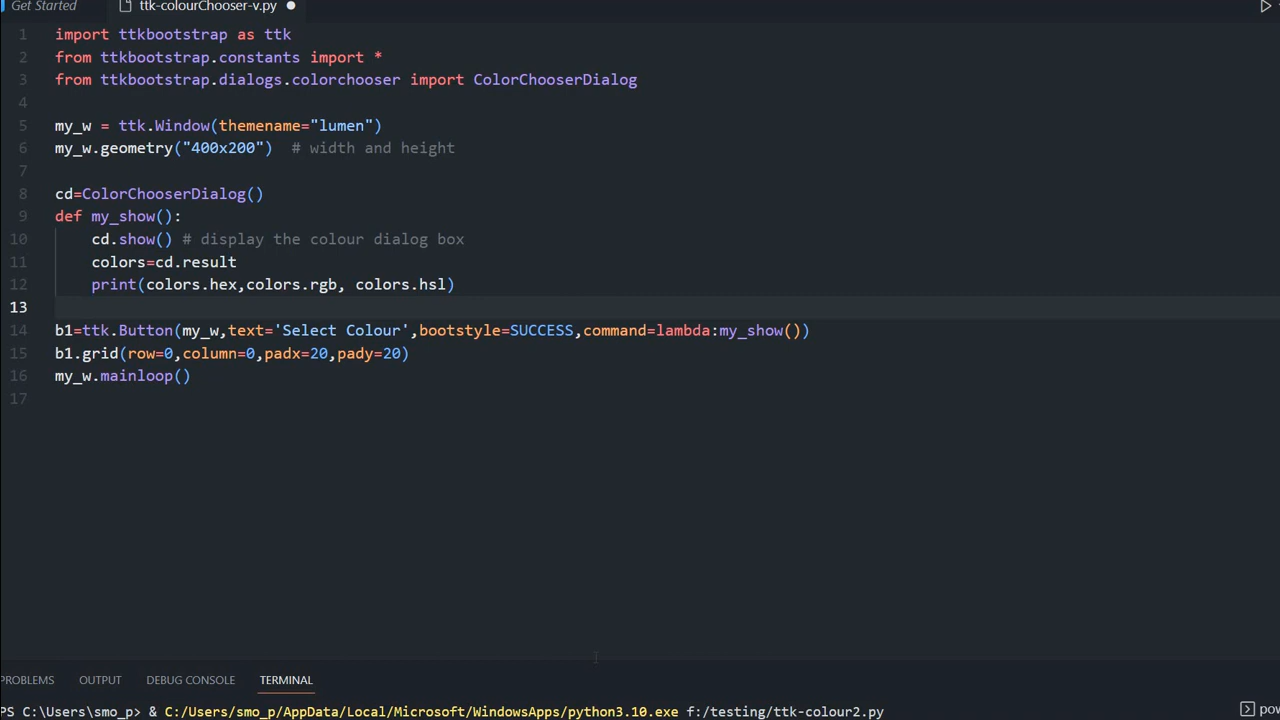 Get Started ttk-colourChooser-v.py
1 import ttkbootstrap as ttk
2 from ttkbootstrap.constants import *
3 from ttkbootstrap.dialogs.colorchooser import ColorChooserDialog
4
5 my_w = ttk.Window(themename="lumen")
6 my_w.geometry("400x200")  # width and height
7
8 cd=ColorChooserDialog()
9 def my_show():
10     cd.show() # display the colour dialog box
11     colors=cd.result
12     print(colors.hex,colors.rgb, colors.hsl)
13
14 b1=ttk.Button(my_w,text='Select Colour',bootstyle=SUCCESS,command=lambda:my_show())
15 b1.grid(row=0,column=0,padx=20,pady=20)
16 my_w.mainloop()
17
PROBLEMS OUTPUT DEBUG CONSOLE TERMINAL
PS C:\Users\smo_p> & C:/Users/smo_p/AppData/Local/Microsoft/WindowsApps/python3.10.exe f:/testing/ttk-colour2.py pow